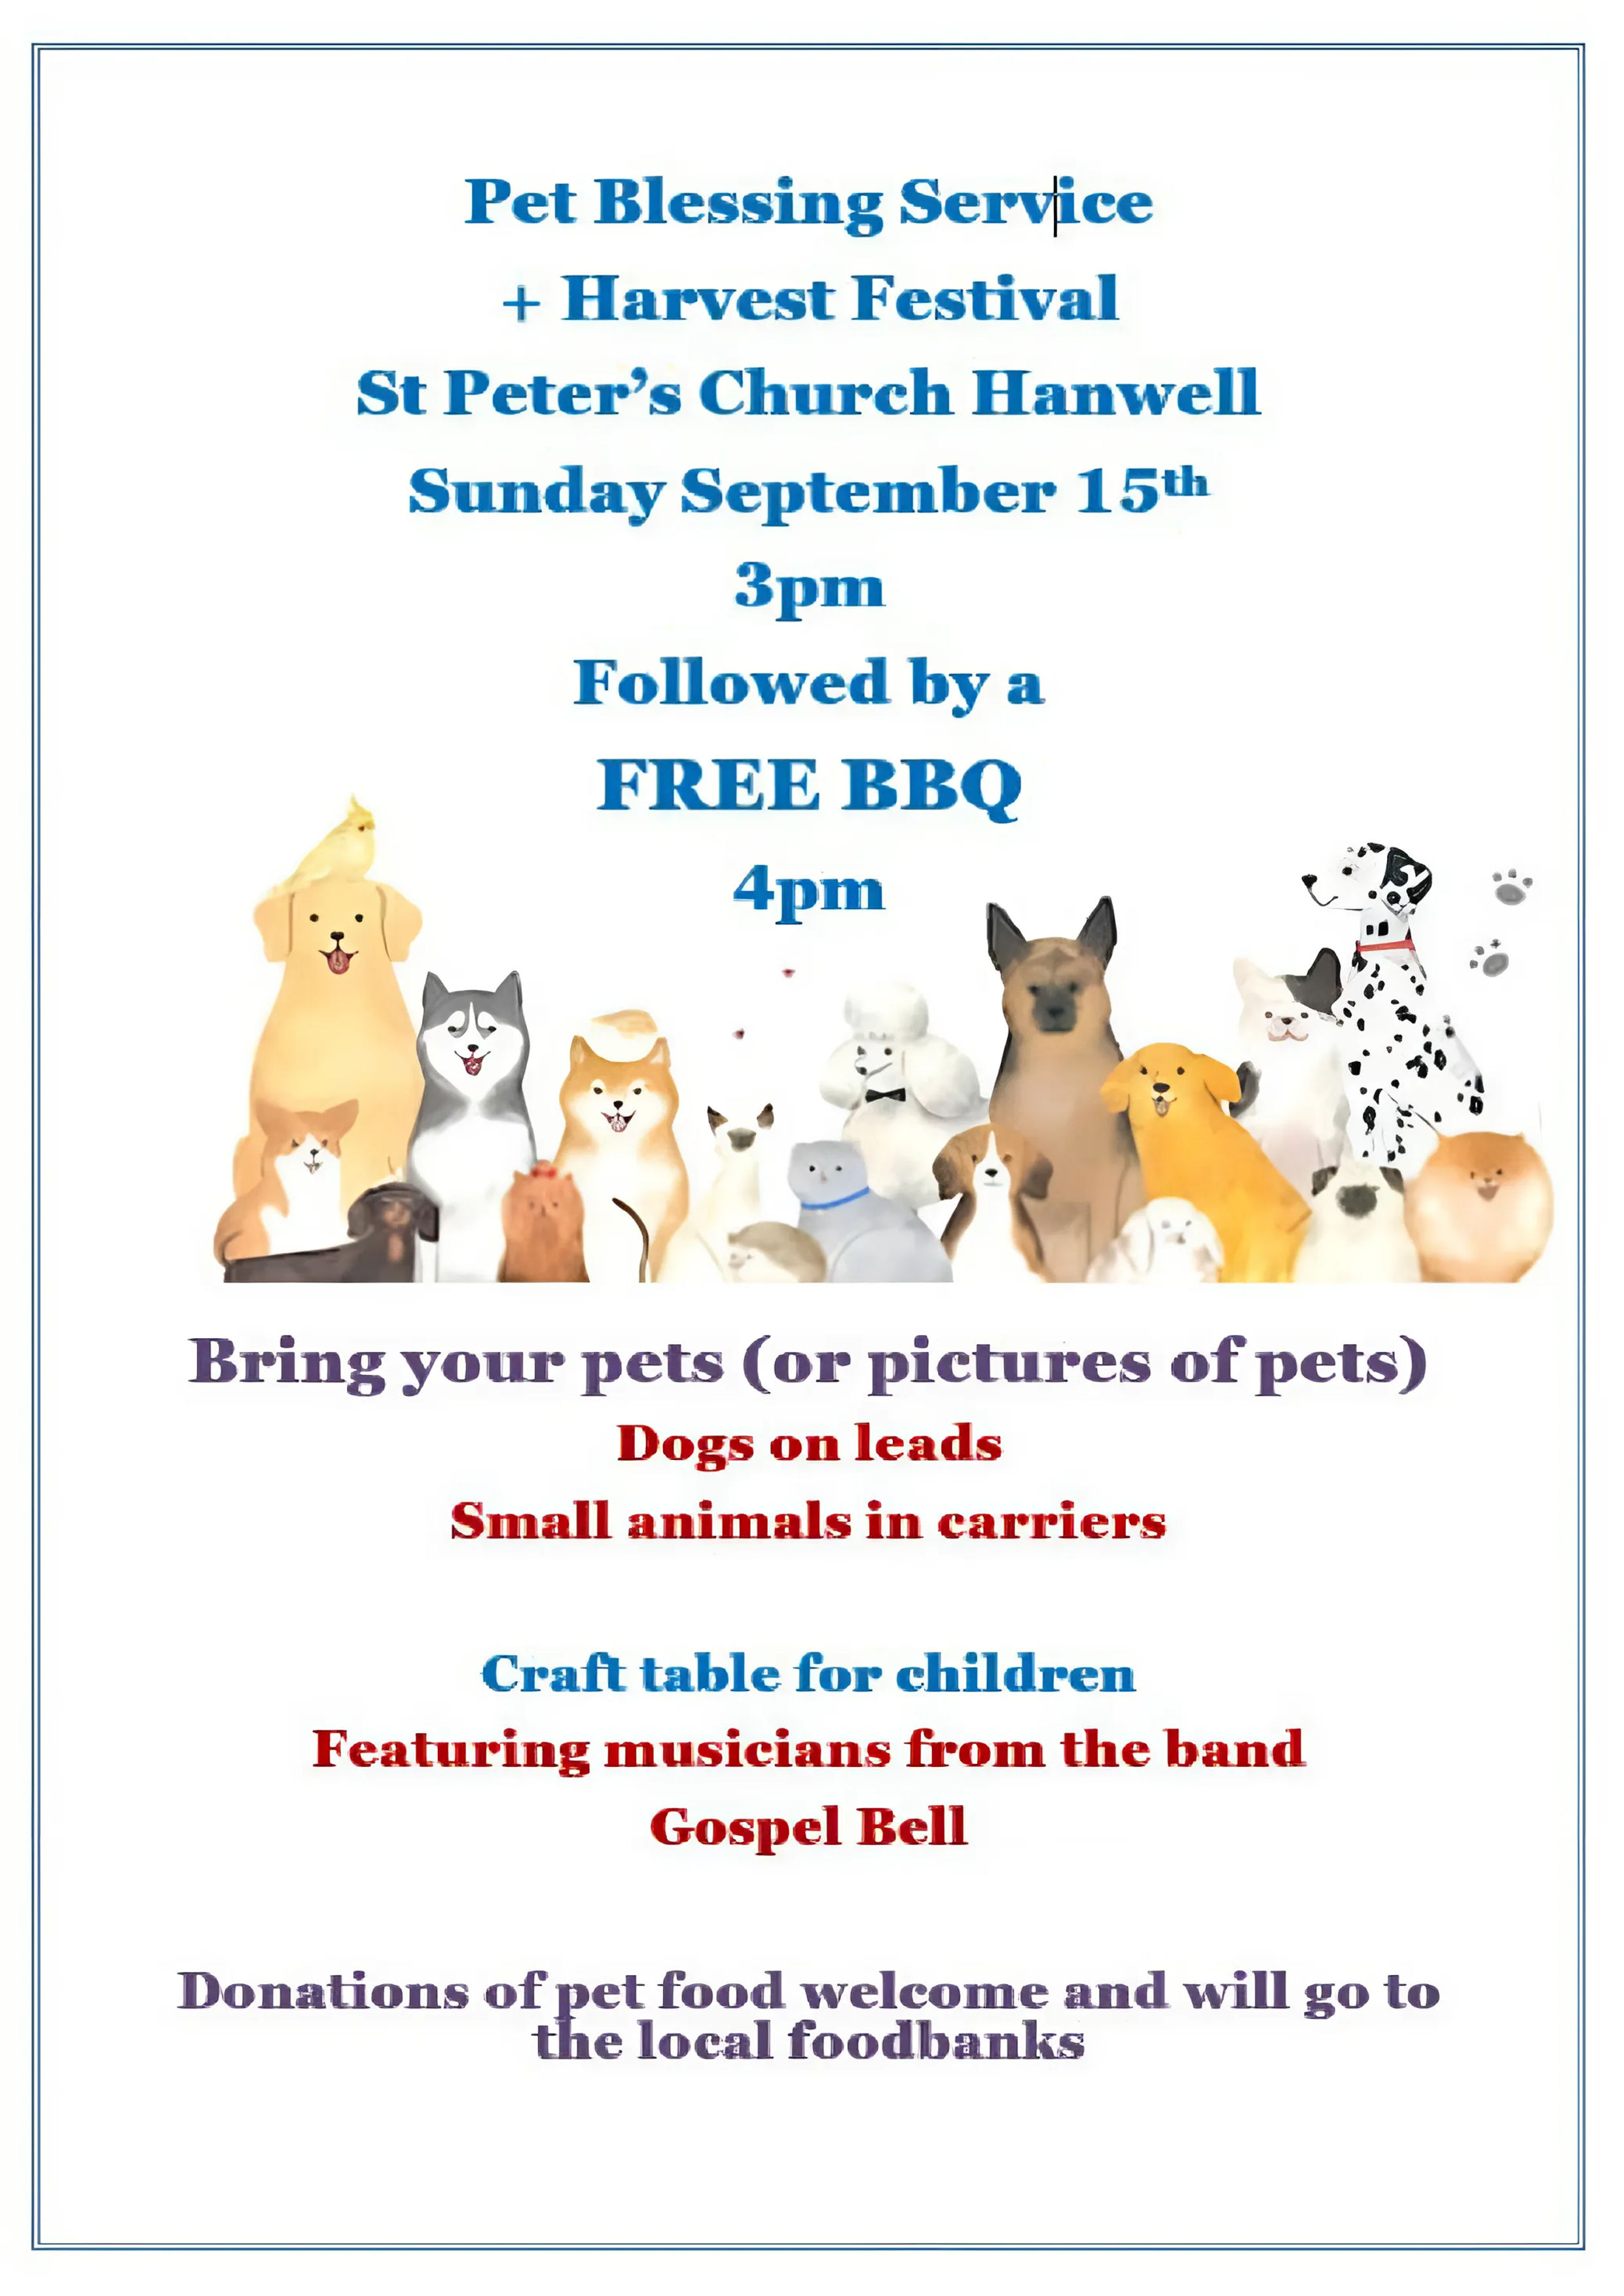 Pet Blessing Service
+ Harvest Festival
St Peter’s Church Hanwell
Sunday September 15th
3pm
Followed by a
FREE BBQ
4pm
Bring your pets (or pictures of pets)
Dogs on leads
Small animals in carriers
Craft table for children
Featuring musicians from the band
Gospel Bell
Donations of pet food welcome and will go to
the local foodbanks